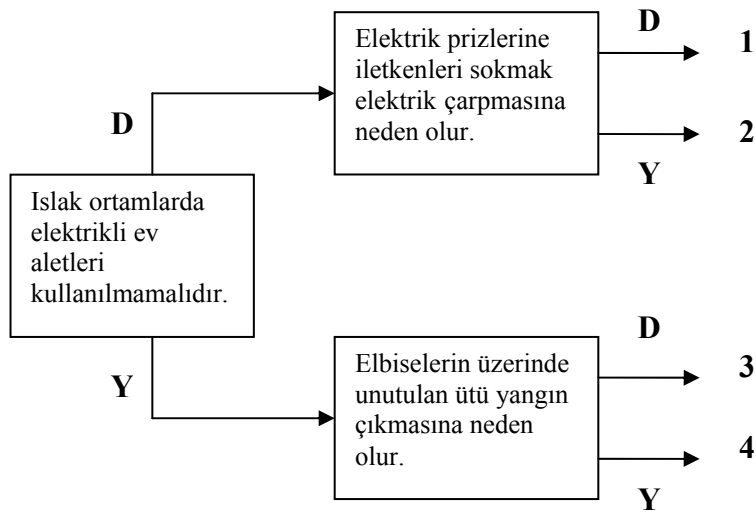 Elektrik prizlerine
iletkenleri sokmak
elektrik çarpmasına
neden olur.
D
1
2
Y
D
Islak ortamlarda
elektrikli ev
aletleri
kullanılmamalıdır.
Y
Elbiselerin üzerinde
unutulan ütü yangın
çıkmasına neden
olur.
D
3
4
Y